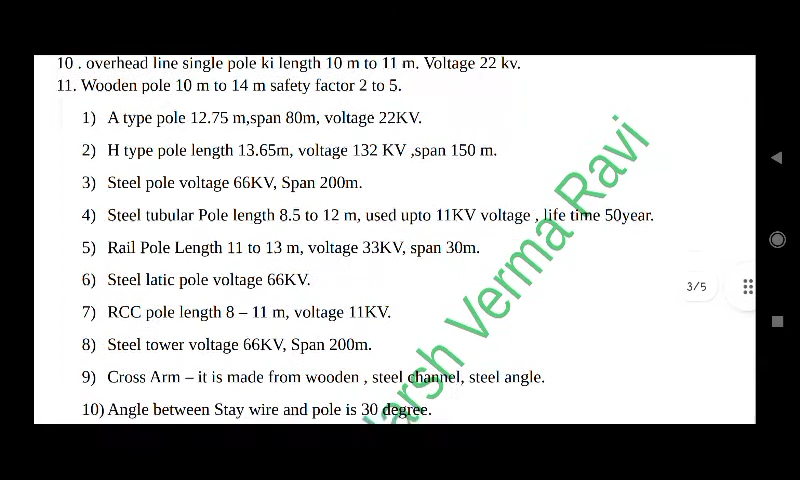 10 . overhead line single pole ki length 10 m to 11 m. Voltage 22 kv.
11. Wooden pole 10 m to 14 m safety factor 2 to 5.
1) A type pole 12.75 m,span 80m, voltage 22KV.
2) H type pole length 13.65m, voltage 132 KV ,span 150 m.
3) Steel pole voltage 66KV, Span 200m.
4) Steel tubular Pole length 8.5 to 12 m, used upto 11KV voltage , life time 50year.
5) Rail Pole Length 11 to 13 m, voltage 33KV, span 30m.
6) Steel latic pole voltage 66KV.
3/5
7) RCC pole length 8 – 11 m, voltage 11KV.
8) Steel tower voltage 66KV, Span 200m.
9) Cross Arm – it is made from wooden , steel channel, steel angle.
10) Angle between Stay wire and pole is 30 degree.
Verma Ravi